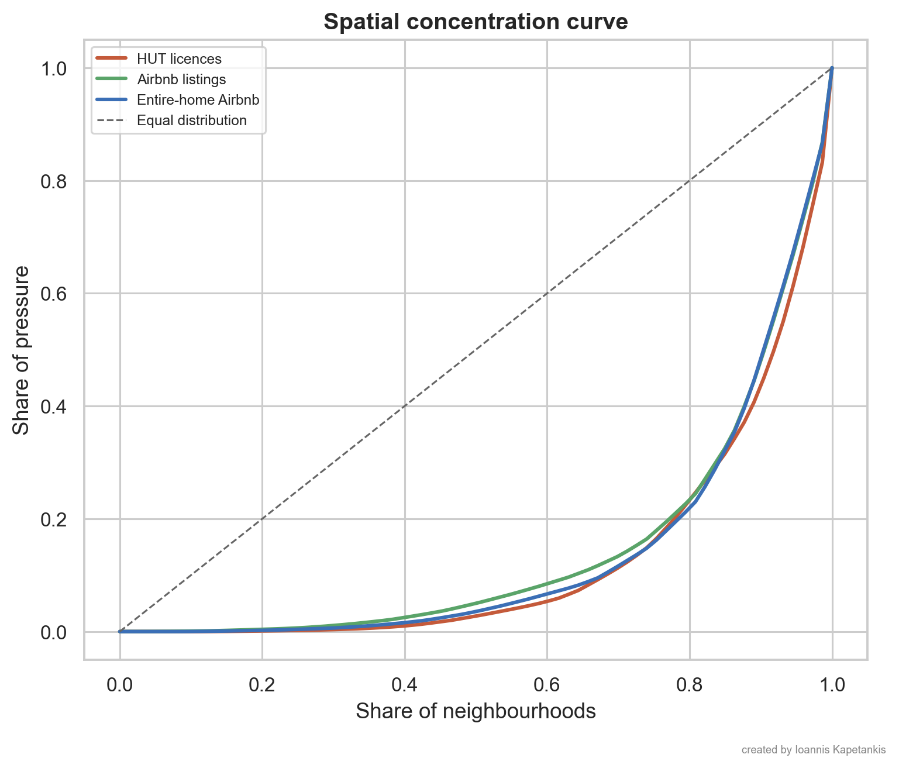 Spatial concentration curve
HUT licences
Airbnb listings
Entire-home Airbnb
Equal distribution
1.0
0.8
0.6
0.4
0.2
0.0
Share of pressure
0.0 0.2 0.4 0.6 0.8 1.0
Share of neighbourhoods
created by Ioannis Kapetankis